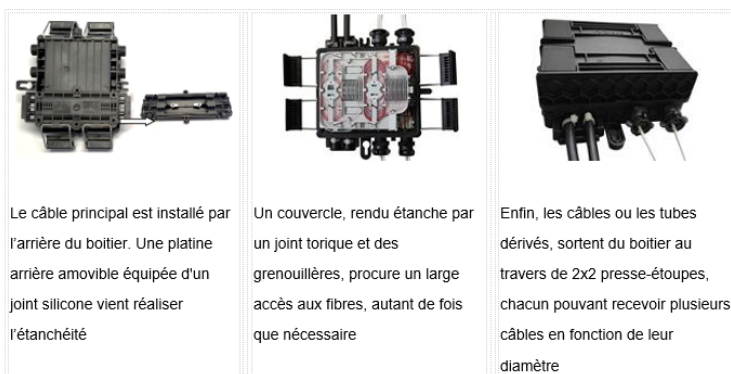 Le câble principal est installé par
l'arrière du boitier. Une platine
arrière amovible équipée d'un
joint silicone vient réaliser
l'étanchéité
Un couvercle, rendu étanche par
un joint torique et des
grenouillères, procure un large
accès aux fibres, autant de fois
que nécessaire
Enfin, les câbles ou les tubes
dérivés, sortent du boitier au
travers de 2x2 presse-étoupes,
chacun pouvant recevoir plusieurs
câbles en fonction de leur
diamètre